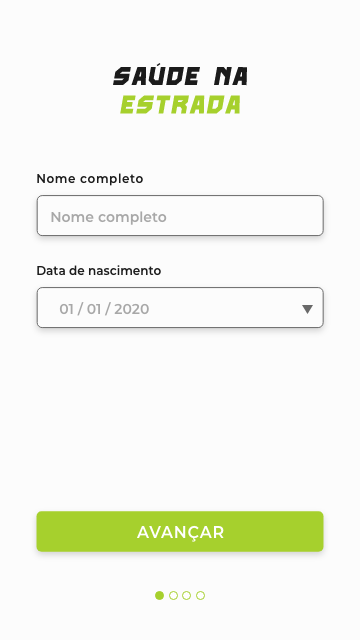 SAÚDE NA
ESTRADA
Nome completo
Nome completo
Data de nascimento
01 / 01 / 2020
AVANÇAR